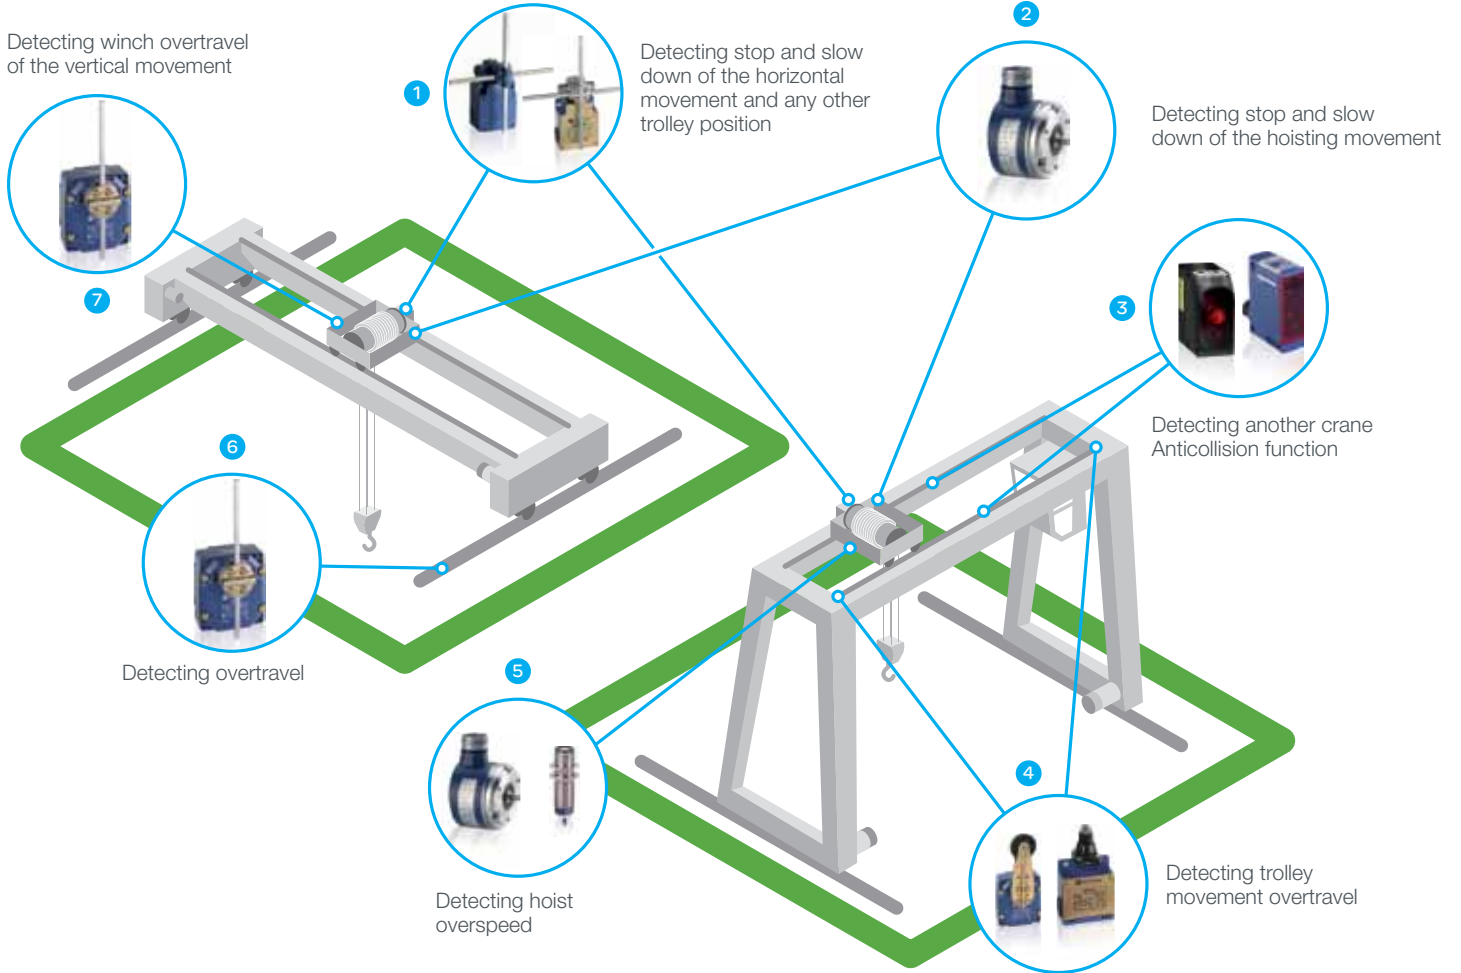 Detecting winch overtravel
of the vertical movement
7
1
Detecting stop and slow
down of the horizontal
movement and any other
trolley position
2
Detecting stop and slow
down of the hoisting movement
3
Detecting another crane
Anticollision function
6
Detecting overtravel
5
Detecting hoist
overspeed
4
Detecting trolley
movement overtravel